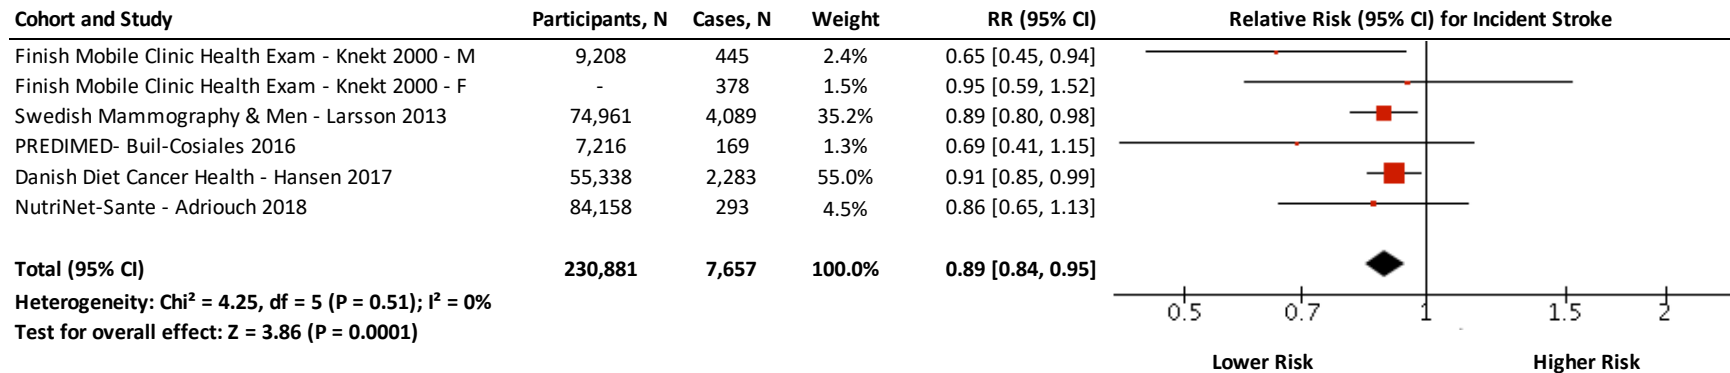 Cohort and Study Participants, N Cases, N Weight RR (95% CI) Relative Risk (95% CI) for Incident Stroke
Finish Mobile Clinic Health Exam - Knekt 2000 - M 9,208 445 2.4% 0.65 [0.45, 0.94]
Finish Mobile Clinic Health Exam - Knekt 2000 - F - 378 1.5% 0.95 [0.59, 1.52]
Swedish Mammography & Men - Larsson 2013 74,961 4,089 35.2% 0.89 [0.80, 0.98]
PREDIMED- Buil-Cosiales 2016 7,216 169 1.3% 0.69 [0.41, 1.15]
Danish Diet Cancer Health - Hansen 2017 55,338 2,283 55.0% 0.91 [0.85, 0.99]
NutriNet-Sante - Adriouch 2018 84,158 293 4.5% 0.86 [0.65, 1.13]
Total (95% CI) 230,881 7,657 100.0% 0.89 [0.84, 0.95]
Heterogeneity: Chi² = 4.25, df = 5 (P = 0.51); I² = 0%
0.5 0.7 1 1.5 2
Test for overall effect: Z = 3.86 (P = 0.0001)
Lower Risk Higher Risk